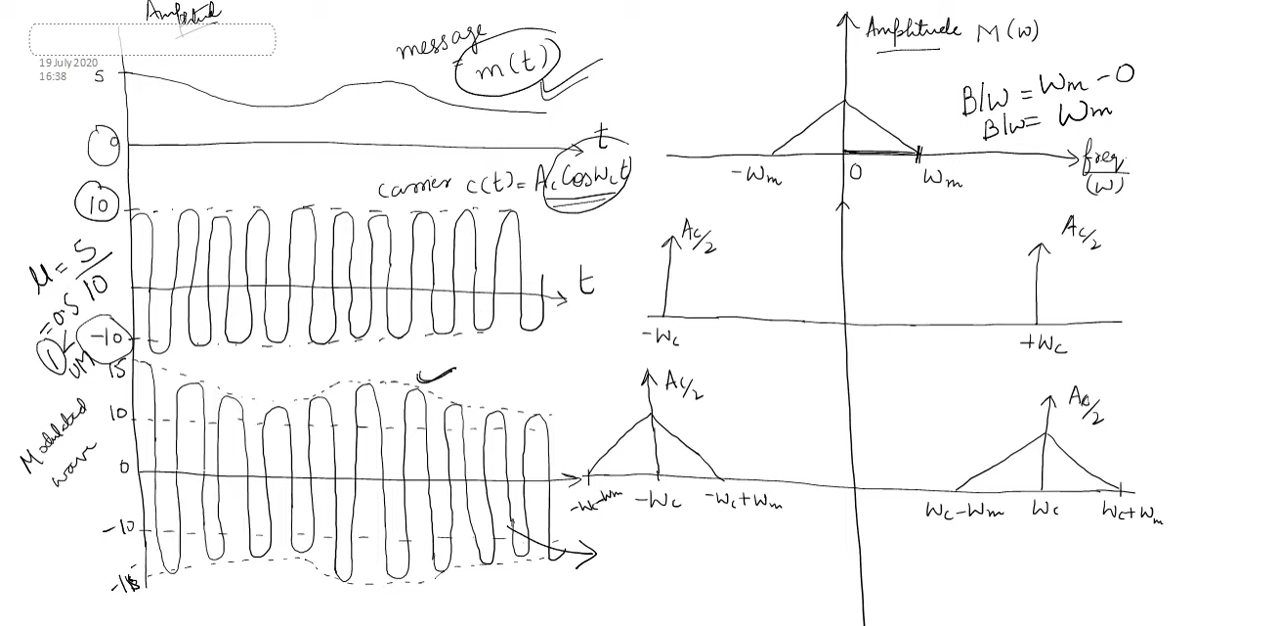 Amplitud
19 July 2020
16:38
5
message
m(t)
0
t
carrier c(t) = Ac Cos wct
10
t
-10
μ = 5/10
= 0.5
1 <
UM
15
10
0
-10
-15
Modulated
wave
Amplitude M(w)
B/W = Wm - 0
B/W = Wm
-Wm
0
Wm
freq.
(w)
Ac/2
Ac/2
-Wc
+Wc
Ac/2
Ac/2
-Wc-Wm
-Wc
-Wc+Wm
Wc-Wm
Wc
Wc+Wm